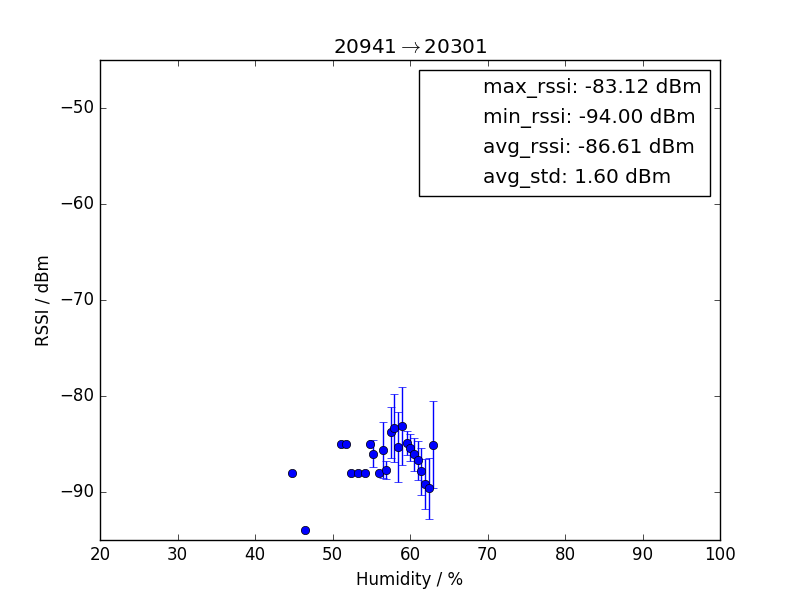 20941→20301
max_rssi: -83.12 dBm
min_rssi: -94.00 dBm
avg_rssi: -86.61 dBm
avg_std: 1.60 dBm
RSSI / dBm
−50
−60
−70
−80
−90
20 30 40 50 60 70 80 90 100
Humidity / %